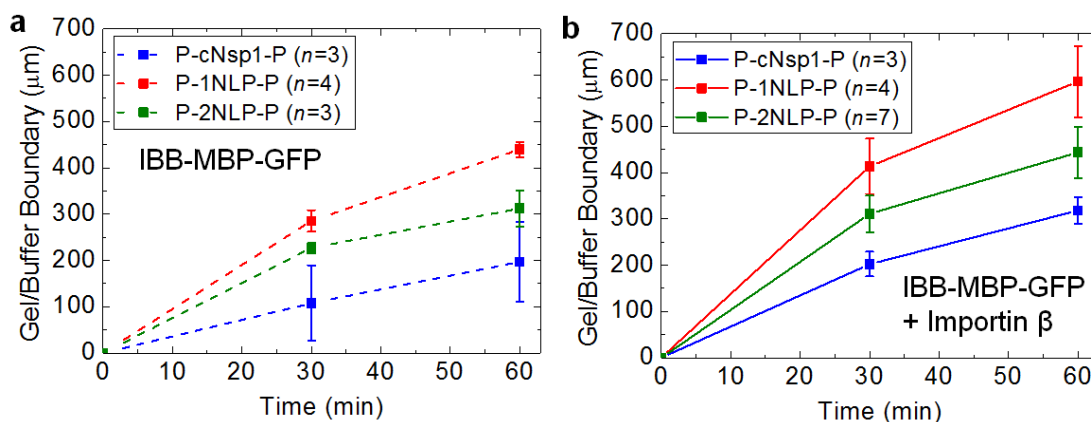 a
Gel/Buffer Boundary (μm)
700
600
500
400
300
200
100
0
P-cNsp1-P (n=3)
P-1NLP-P (n=4)
P-2NLP-P (n=3)
IBB-MBP-GFP
0 10 20 30 40 50 60
Time (min)
b
Gel/Buffer Boundary (μm)
700
600
500
400
300
200
100
0
P-cNsp1-P (n=3)
P-1NLP-P (n=4)
P-2NLP-P (n=7)
IBB-MBP-GFP
+ Importin β
0 10 20 30 40 50 60
Time (min)